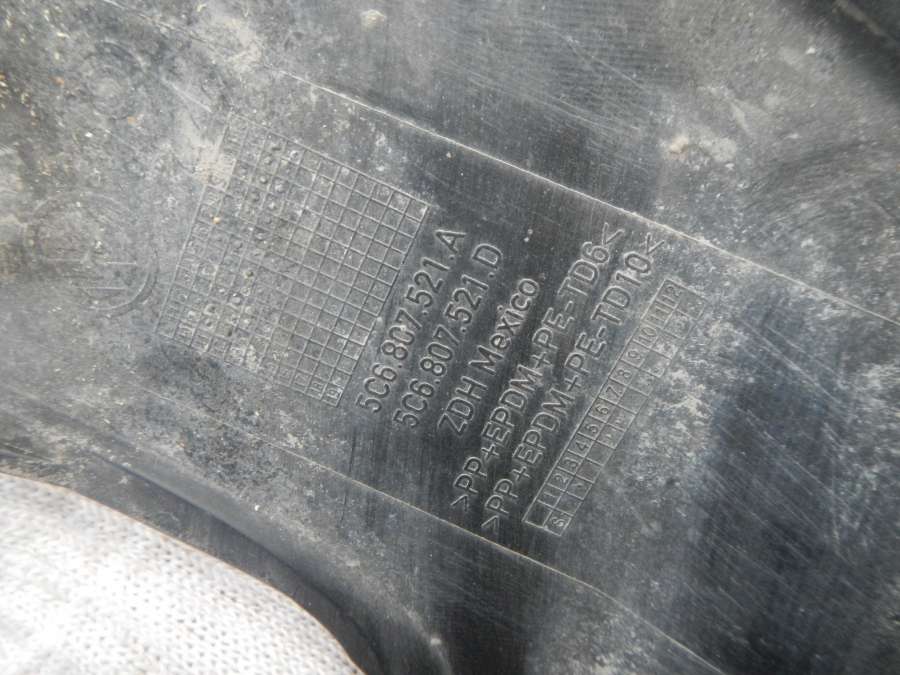 5C6.807.521.A
5C6.807.521.D
ZDH Mexico
>PP+EPDM+PE-TD6<
>PP+EPDM+PE-TD10<
1 2 3 4 5 6 7 8 9 10 11 12
S